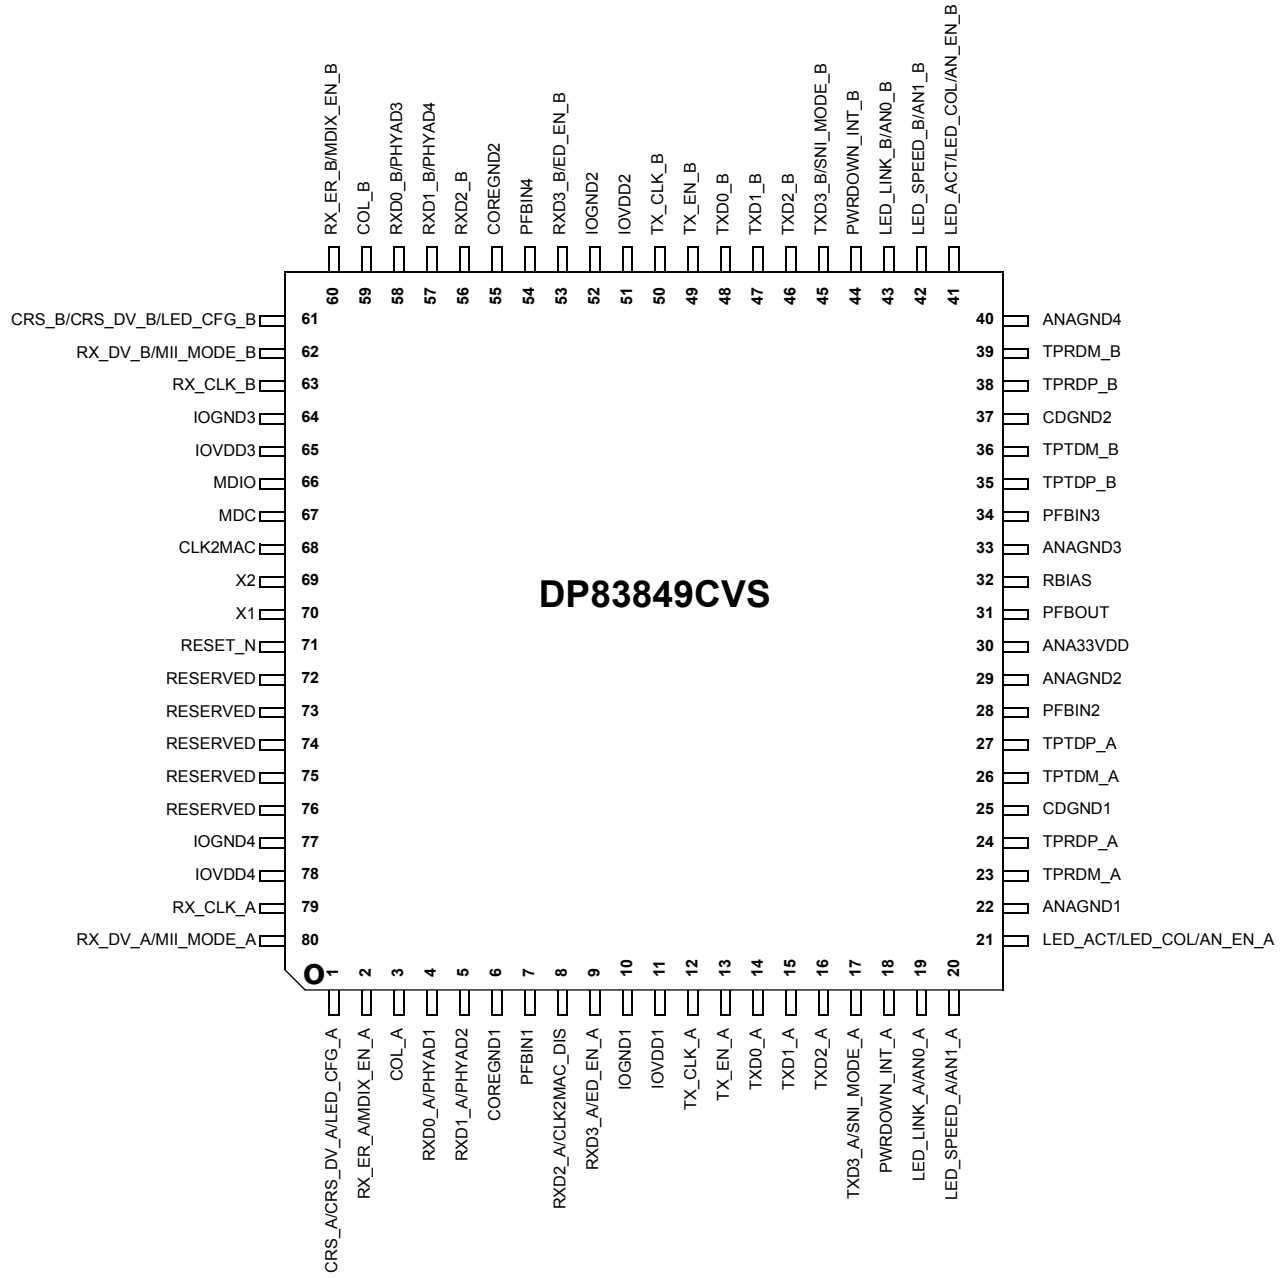 RX_ER_B/MDIX_EN_B
COL_B
RXD0_B/PHYAD3
RXD1_B/PHYAD4
RXD2_B
COREGND2
PFBIN4
RXD3_B/ED_EN_B
IOGND2
IOVDD2
TX_CLK_B
TX_EN_B
TXD0_B
TXD1_B
TXD2_B
TXD3_B/SNI_MODE_B
PWRDOWN_INT_B
LED_LINK_B/AN0_B
LED_SPEED_B/AN1_B
LED_ACT/LED_COL/AN_EN_B
60
59
58
57
56
55
54
53
52
51
50
49
48
47
46
45
44
43
42
41
CRS_B/CRS_DV_B/LED_CFG_B 61
RX_DV_B/MII_MODE_B 62
RX_CLK_B 63
IOGND3 64
IOVDD3 65
MDIO 66
MDC 67
CLK2MAC 68
X2 69
X1 70
RESET_N 71
RESERVED 72
RESERVED 73
RESERVED 74
RESERVED 75
RESERVED 76
IOGND4 77
IOVDD4 78
RX_CLK_A 79
RX_DV_A/MII_MODE_A 80
DP83849CVS
40 ANAGND4
39 TPRDM_B
38 TPRDP_B
37 CDGND2
36 TPTDM_B
35 TPTDP_B
34 PFBIN3
33 ANAGND3
32 RBIAS
31 PFBOUT
30 ANA33VDD
29 ANAGND2
28 PFBIN2
27 TPTDP_A
26 TPTDM_A
25 CDGND1
24 TPRDP_A
23 TPRDM_A
22 ANAGND1
21 LED_ACT/LED_COL/AN_EN_A
1
2
3
4
5
6
7
8
9
10
11
12
13
14
15
16
17
18
19
20
CRS_A/CRS_DV_A/LED_CFG_A
RX_ER_A/MDIX_EN_A
COL_A
RXD0_A/PHYAD1
RXD1_A/PHYAD2
COREGND1
PFBIN1
RXD2_A/CLK2MAC_DIS
RXD3_A/ED_EN_A
IOGND1
IOVDD1
TX_CLK_A
TX_EN_A
TXD0_A
TXD1_A
TXD2_A
TXD3_A/SNI_MODE_A
PWRDOWN_INT_A
LED_LINK_A/AN0_A
LED_SPEED_A/AN1_A